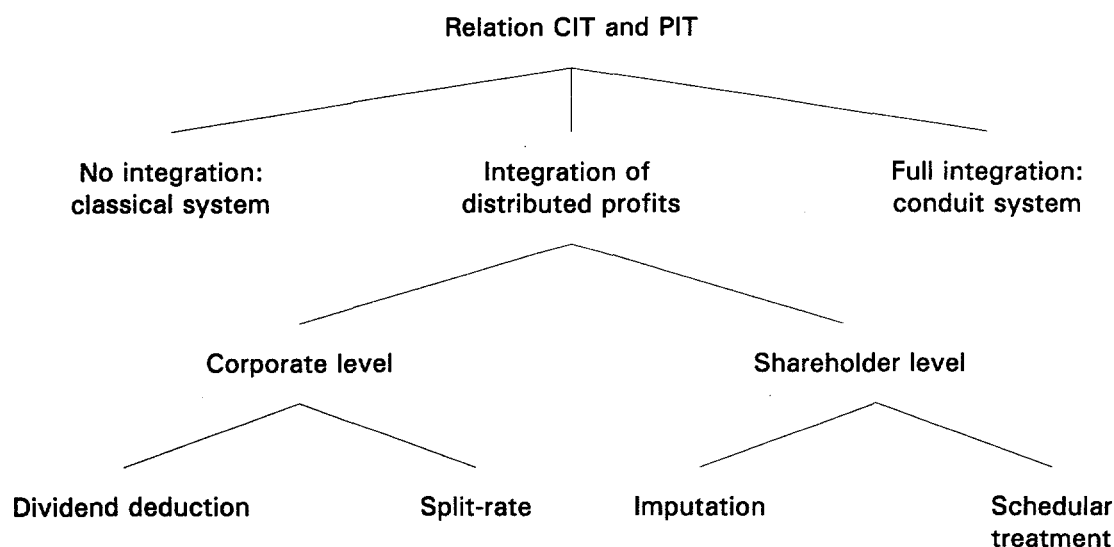 Relation CIT and PIT
No integration:
classical system
Integration of
distributed profits
Full integration:
conduit system
Corporate level
Shareholder level
Dividend deduction
Split-rate
Imputation
Schedular
treatment